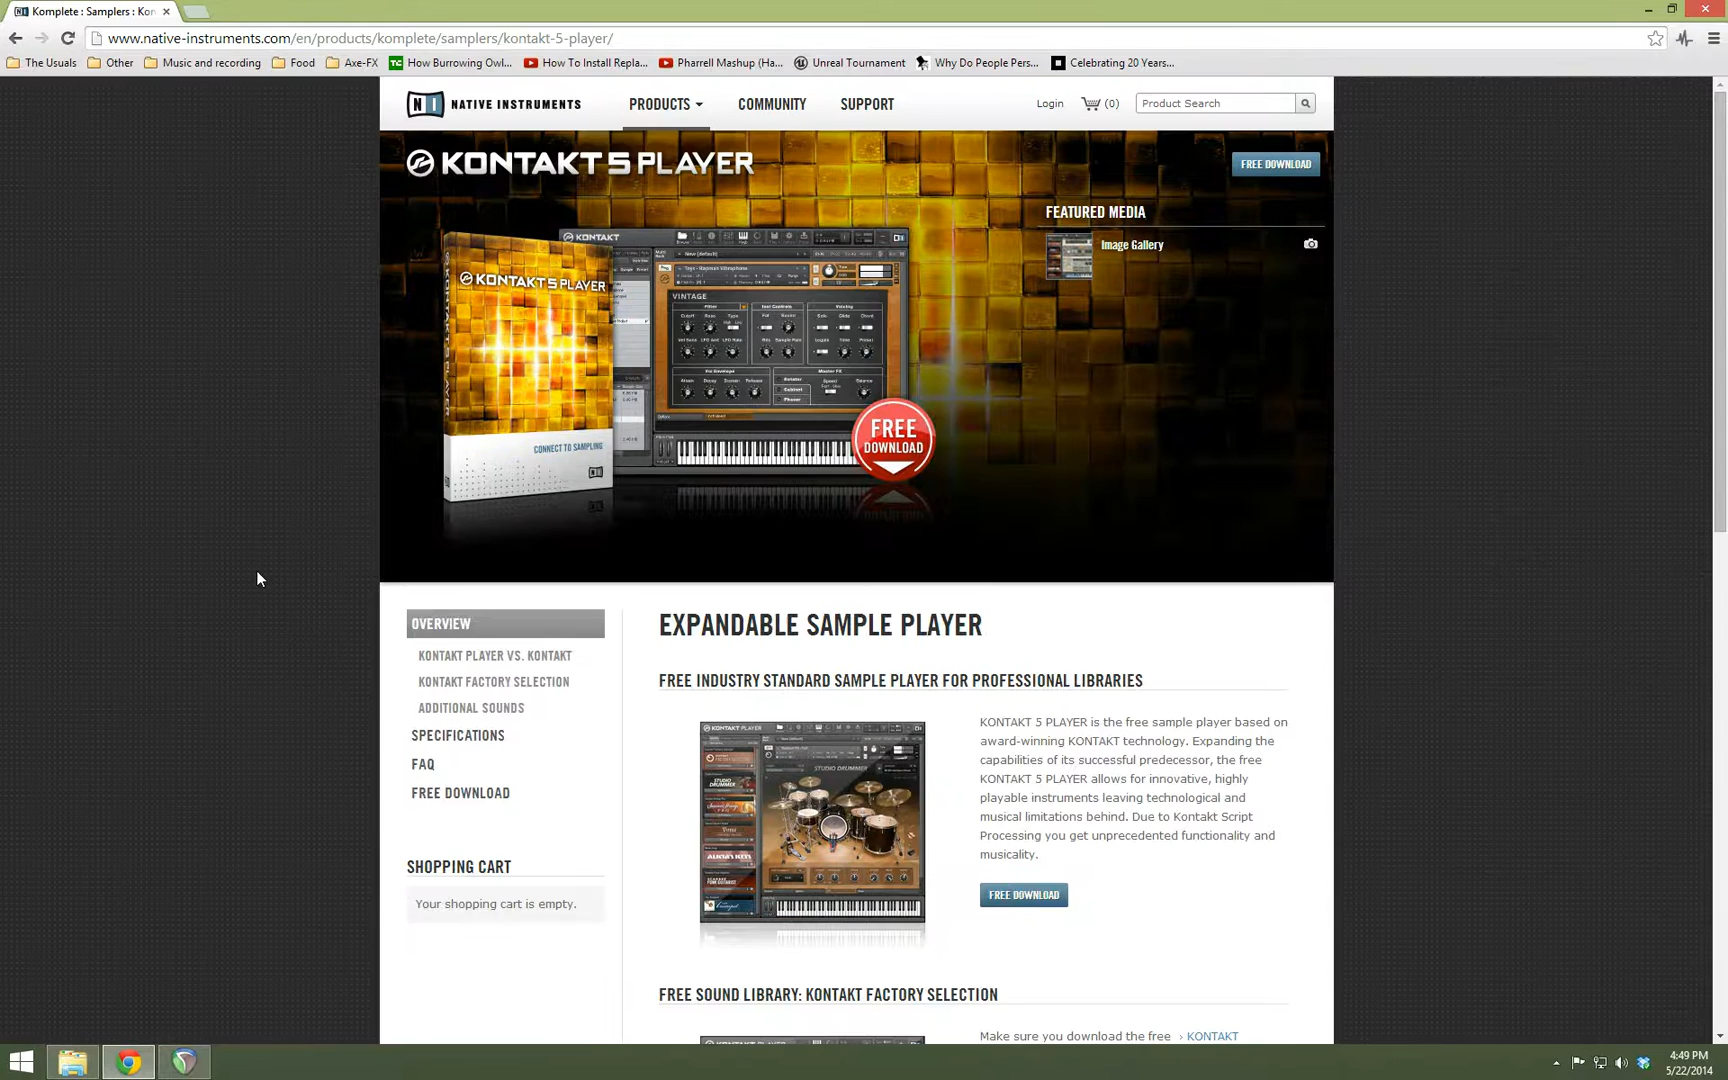 Komplete : Samplers : Kon
www.native-instruments.com/en/products/komplete/samplers/kontakt-5-player/
The Usuals Other Music and recording Food Axe-FX How Burrowing Owl... How To Install Repla... Pharrell Mashup (Ha... Unreal Tournament Why Do People Pers... Celebrating 20 Years...
NI NATIVE INSTRUMENTS PRODUCTS COMMUNITY SUPPORT Login (0) Product Search
KONTAKT 5 PLAYER FREE DOWNLOAD
FEATURED MEDIA
Image Gallery
KONTAKT
KONTAKT 5 PLAYER
VINTAGE
CONNECT TO SAMPLING
FREE
DOWNLOAD
OVERVIEW
KONTAKT PLAYER VS. KONTAKT
KONTAKT FACTORY SELECTION
ADDITIONAL SOUNDS
SPECIFICATIONS
FAQ
FREE DOWNLOAD
SHOPPING CART
Your shopping cart is empty.
EXPANDABLE SAMPLE PLAYER
FREE INDUSTRY STANDARD SAMPLE PLAYER FOR PROFESSIONAL LIBRARIES
KONTAKT PLAYER
STUDIO DRUMMER
KONTAKT 5 PLAYER is the free sample player based on
award-winning KONTAKT technology. Expanding the
capabilities of its successful predecessor, the free
KONTAKT 5 PLAYER allows for innovative, highly
playable instruments leaving technological and
musical limitations behind. Due to Kontakt Script
Processing you get unprecedented functionality and
musicality.
FREE DOWNLOAD
FREE SOUND LIBRARY: KONTAKT FACTORY SELECTION
Make sure you download the free › KONTAKT
4:49 PM
5/22/2014